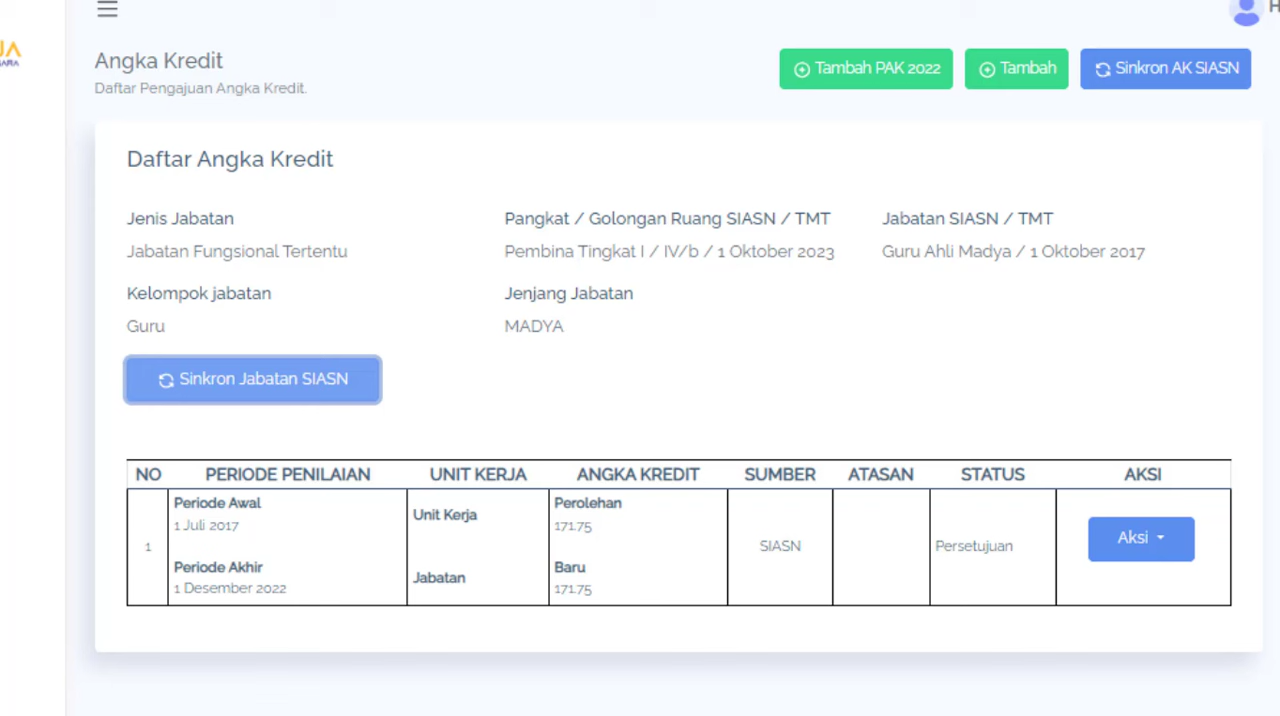 Angka Kredit
Daftar Pengajuan Angka Kredit.
Tambah PAK 2022
Tambah
Sinkron AK SIASN
Daftar Angka Kredit
Jenis Jabatan
Jabatan Fungsional Tertentu
Pangkat / Golongan Ruang SIASN / TMT
Pembina Tingkat I / IV/b / 1 Oktober 2023
Jabatan SIASN / TMT
Guru Ahli Madya / 1 Oktober 2017
Kelompok jabatan
Guru
Jenjang Jabatan
MADYA
Sinkron Jabatan SIASN
NO PERIODE PENILAIAN UNIT KERJA ANGKA KREDIT SUMBER ATASAN STATUS AKSI
1
Periode Awal
1 Juli 2017
Periode Akhir
1 Desember 2022
Unit Kerja
Jabatan
Perolehan
171.75
Baru
171.75
SIASN
Persetujuan
Aksi